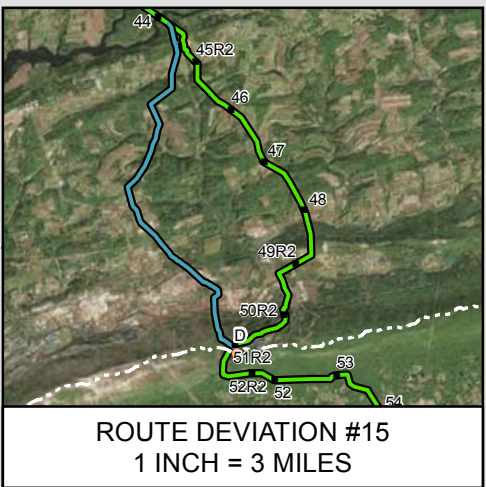 44
45R2
46
47
48
49R2
50R2
D
51R2
52R2
52
53
54
ROUTE DEVIATION #15
1 INCH = 3 MILES